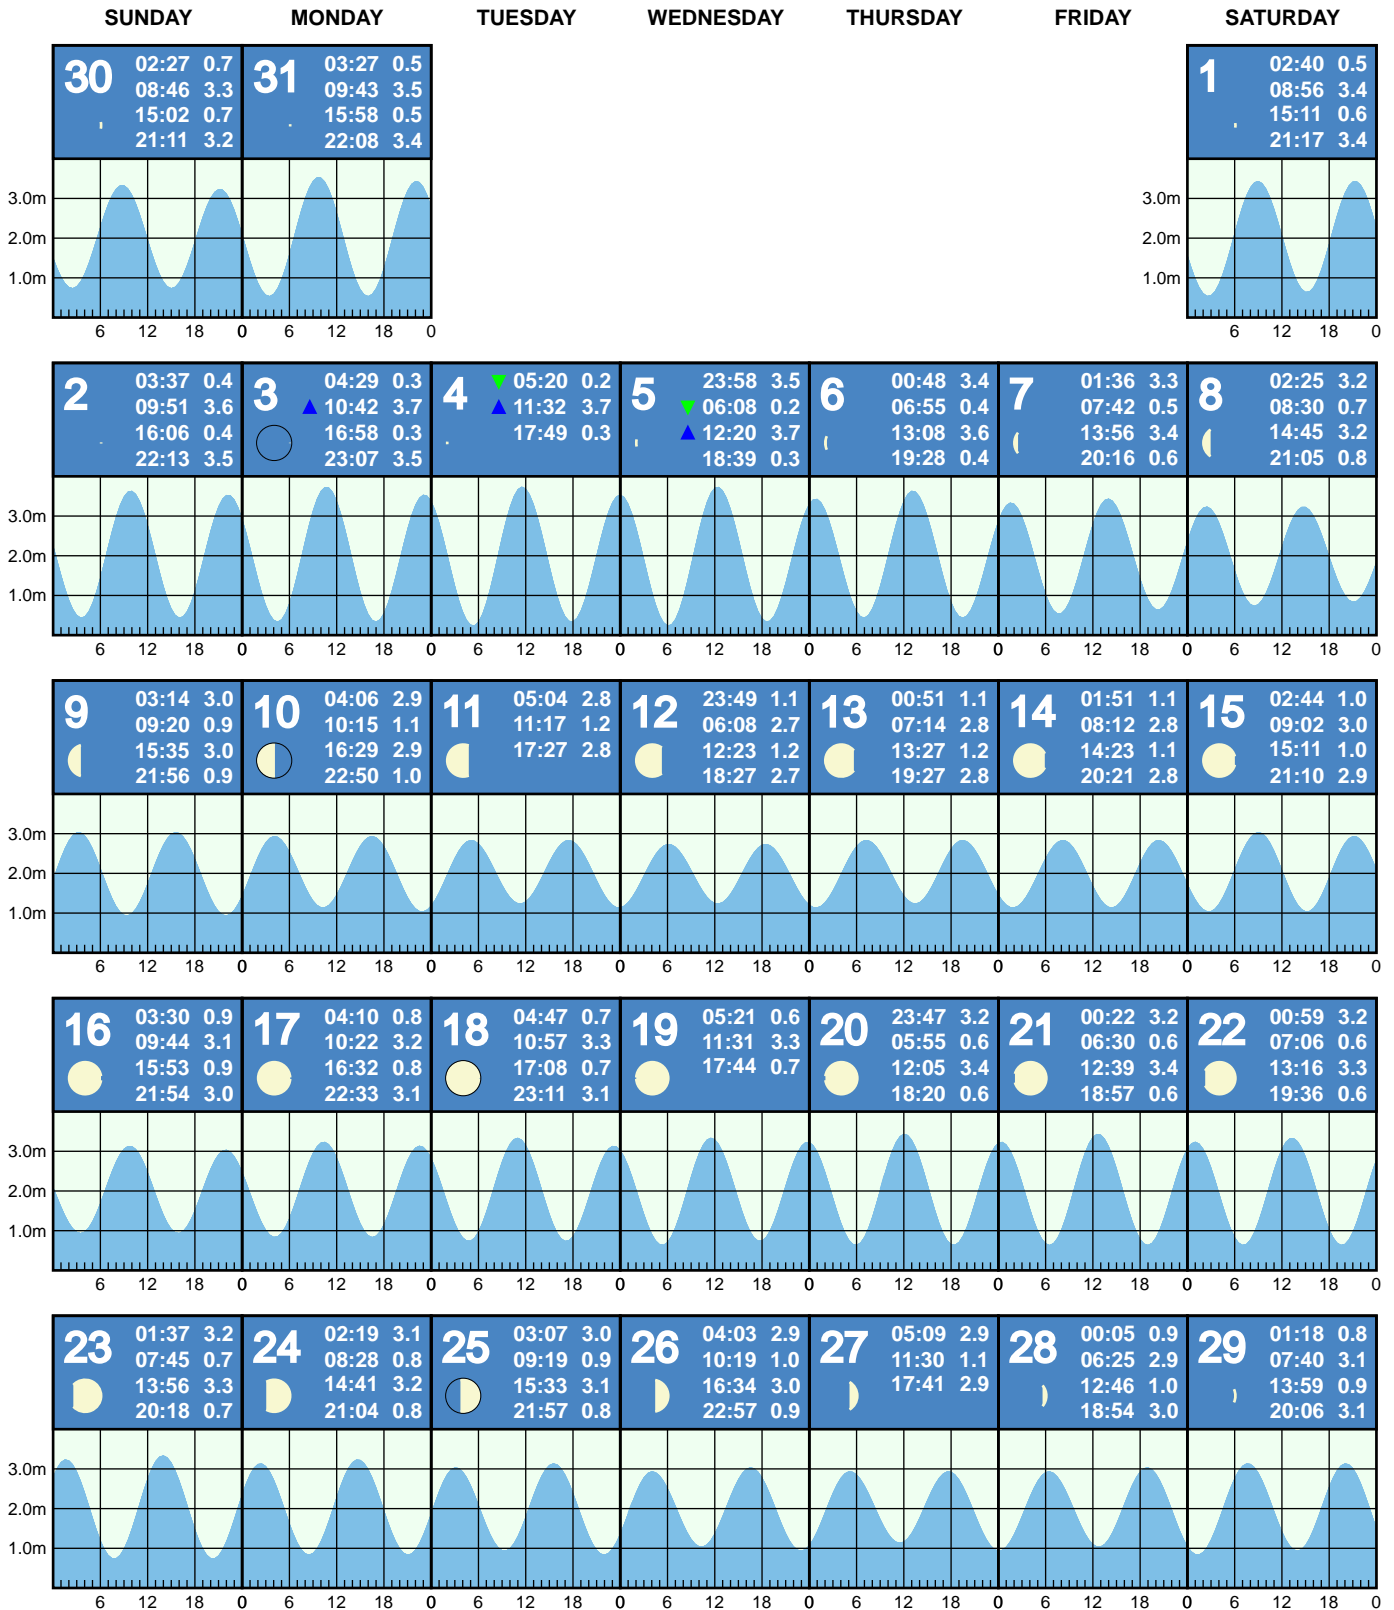 SUNDAY MONDAY TUESDAY WEDNESDAY THURSDAY FRIDAY SATURDAY
30 02:27 0.7
08:46 3.3
15:02 0.7
21:11 3.2
31 03:27 0.5
09:43 3.5
15:58 0.5
22:08 3.4
1 02:40 0.5
08:56 3.4
15:11 0.6
21:17 3.4
3.0m
2.0m
1.0m
6 12 18 0 0 6 12 18 0
3.0m
2.0m
1.0m
6 12 18 0
2 03:37 0.4
09:51 3.6
16:06 0.4
22:13 3.5
3 04:29 0.3
10:42 3.7
16:58 0.3
23:07 3.5
4 05:20 0.2
11:32 3.7
17:49 0.3
5 23:58 3.5
06:08 0.2
12:20 3.7
18:39 0.3
6 00:48 3.4
06:55 0.4
13:08 3.6
19:28 0.4
7 01:36 3.3
07:42 0.5
13:56 3.4
20:16 0.6
8 02:25 3.2
08:30 0.7
14:45 3.2
21:05 0.8
3.0m
2.0m
1.0m
6 12 18 0 0 6 12 18 0 6 12 18 0 0 6 12 18 0 0 6 12 18 0 0 6 12 18 0 0 6 12 18 0
9 03:14 3.0
09:20 0.9
15:35 3.0
21:56 0.9
10 04:06 2.9
10:15 1.1
16:29 2.9
22:50 1.0
11 05:04 2.8
11:17 1.2
17:27 2.8
12 23:49 1.1
06:08 2.7
12:23 1.2
18:27 2.7
13 00:51 1.1
07:14 2.8
13:27 1.2
19:27 2.8
14 01:51 1.1
08:12 2.8
14:23 1.1
20:21 2.8
15 02:44 1.0
09:02 3.0
15:11 1.0
21:10 2.9
3.0m
2.0m
1.0m
6 12 18 0 0 6 12 18 0 6 12 18 0 0 6 12 18 0 0 6 12 18 0 0 6 12 18 0 0 6 12 18 0
16 03:30 0.9
09:44 3.1
15:53 0.9
21:54 3.0
17 04:10 0.8
10:22 3.2
16:32 0.8
22:33 3.1
18 04:47 0.7
10:57 3.3
17:08 0.7
23:11 3.1
19 05:21 0.6
11:31 3.3
17:44 0.7
20 23:47 3.2
05:55 0.6
12:05 3.4
18:20 0.6
21 00:22 3.2
06:30 0.6
12:39 3.4
18:57 0.6
22 00:59 3.2
07:06 0.6
13:16 3.3
19:36 0.6
3.0m
2.0m
1.0m
6 12 18 0 0 6 12 18 0 6 12 18 0 0 6 12 18 0 0 6 12 18 0 0 6 12 18 0 0 6 12 18 0
23 01:37 3.2
07:45 0.7
13:56 3.3
20:18 0.7
24 02:19 3.1
08:28 0.8
14:41 3.2
21:04 0.8
25 03:07 3.0
09:19 0.9
15:33 3.1
21:57 0.8
26 04:03 2.9
10:19 1.0
16:34 3.0
22:57 0.9
27 05:09 2.9
11:30 1.1
17:41 2.9
28 00:05 0.9
06:25 2.9
12:46 1.0
18:54 3.0
29 01:18 0.8
07:40 3.1
13:59 0.9
20:06 3.1
3.0m
2.0m
1.0m
6 12 18 0 0 6 12 18 0 6 12 18 0 0 6 12 18 0 0 6 12 18 0 0 6 12 18 0 0 6 12 18 0